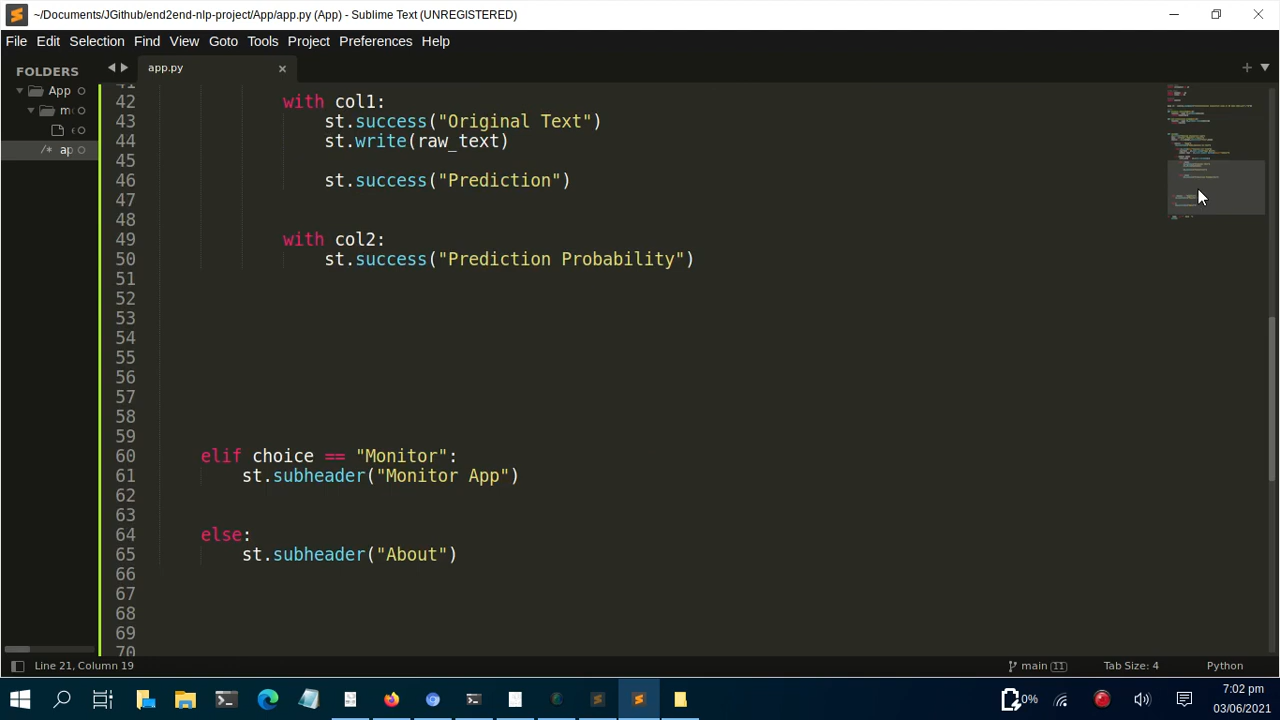 ~/Documents/JGithub/end2end-nlp-project/App/app.py (App) - Sublime Text (UNREGISTERED)
File Edit Selection Find View Goto Tools Project Preferences Help
FOLDERS
App
app.py
42 with col1:
43 st.success("Original Text")
44 st.write(raw_text)
45
46 st.success("Prediction")
47
48
49 with col2:
50 st.success("Prediction Probability")
51
52
53
54
55
56
57
58
59
60 elif choice == "Monitor":
61 st.subheader("Monitor App")
62
63
64 else:
65 st.subheader("About")
66
67
68
69
70
Line 21, Column 19
main 11
Tab Size: 4
Python
0%
7:02 pm
03/06/2021